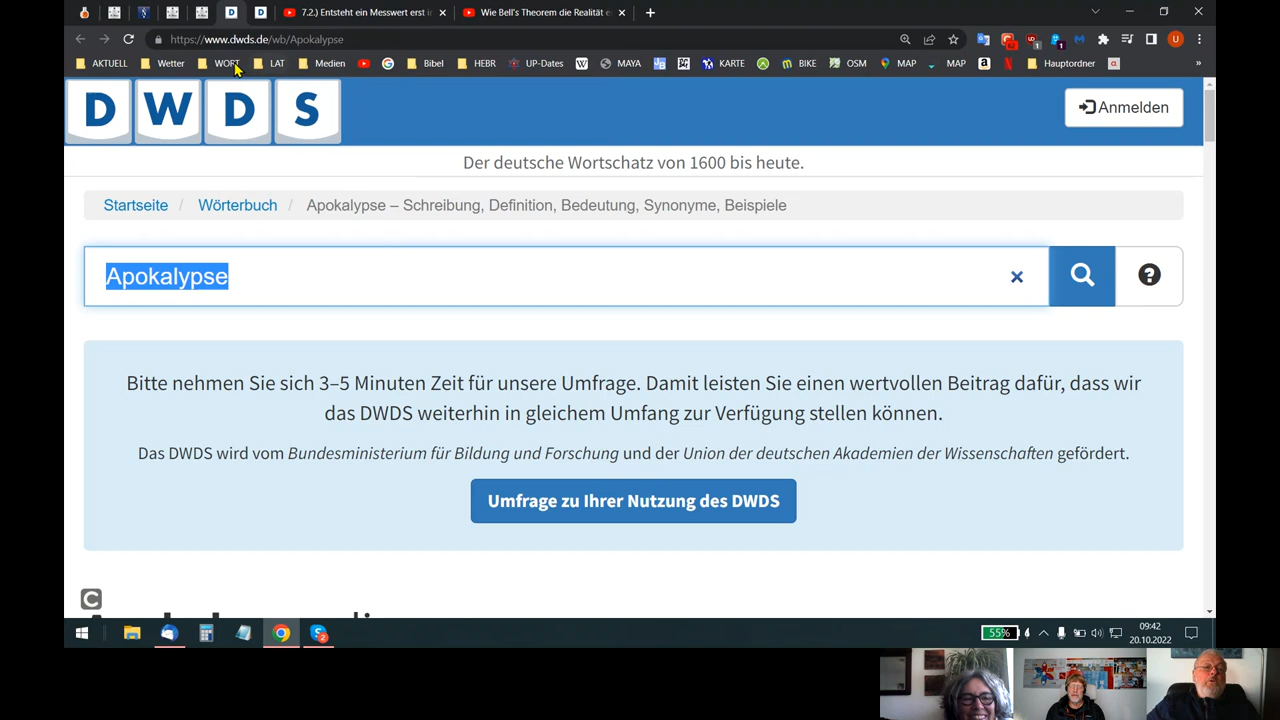 D
D
7.2.) Entsteht ein Messwert erst i
Wie Bell's Theorem die Realität e
https://www.dwds.de/wb/Apokalypse
U
AKTUELL
Wetter
WORT
LAT
Medien
Bibel
HEBR
UP-Dates
W
MAYA
KARTE
BIKE
OSM
MAP
MAP
a
N
Hauptordner
a
»
D W D S
Anmelden
Der deutsche Wortschatz von 1600 bis heute.
Startseite / Wörterbuch / Apokalypse – Schreibung, Definition, Bedeutung, Synonyme, Beispiele
Apokalypse
Bitte nehmen Sie sich 3–5 Minuten Zeit für unsere Umfrage. Damit leisten Sie einen wertvollen Beitrag dafür, dass wir
das DWDS weiterhin in gleichem Umfang zur Verfügung stellen können.
Das DWDS wird vom Bundesministerium für Bildung und Forschung und der Union der deutschen Akademien der Wissenschaften gefördert.
Umfrage zu Ihrer Nutzung des DWDS
C
55%
09:42
20.10.2022